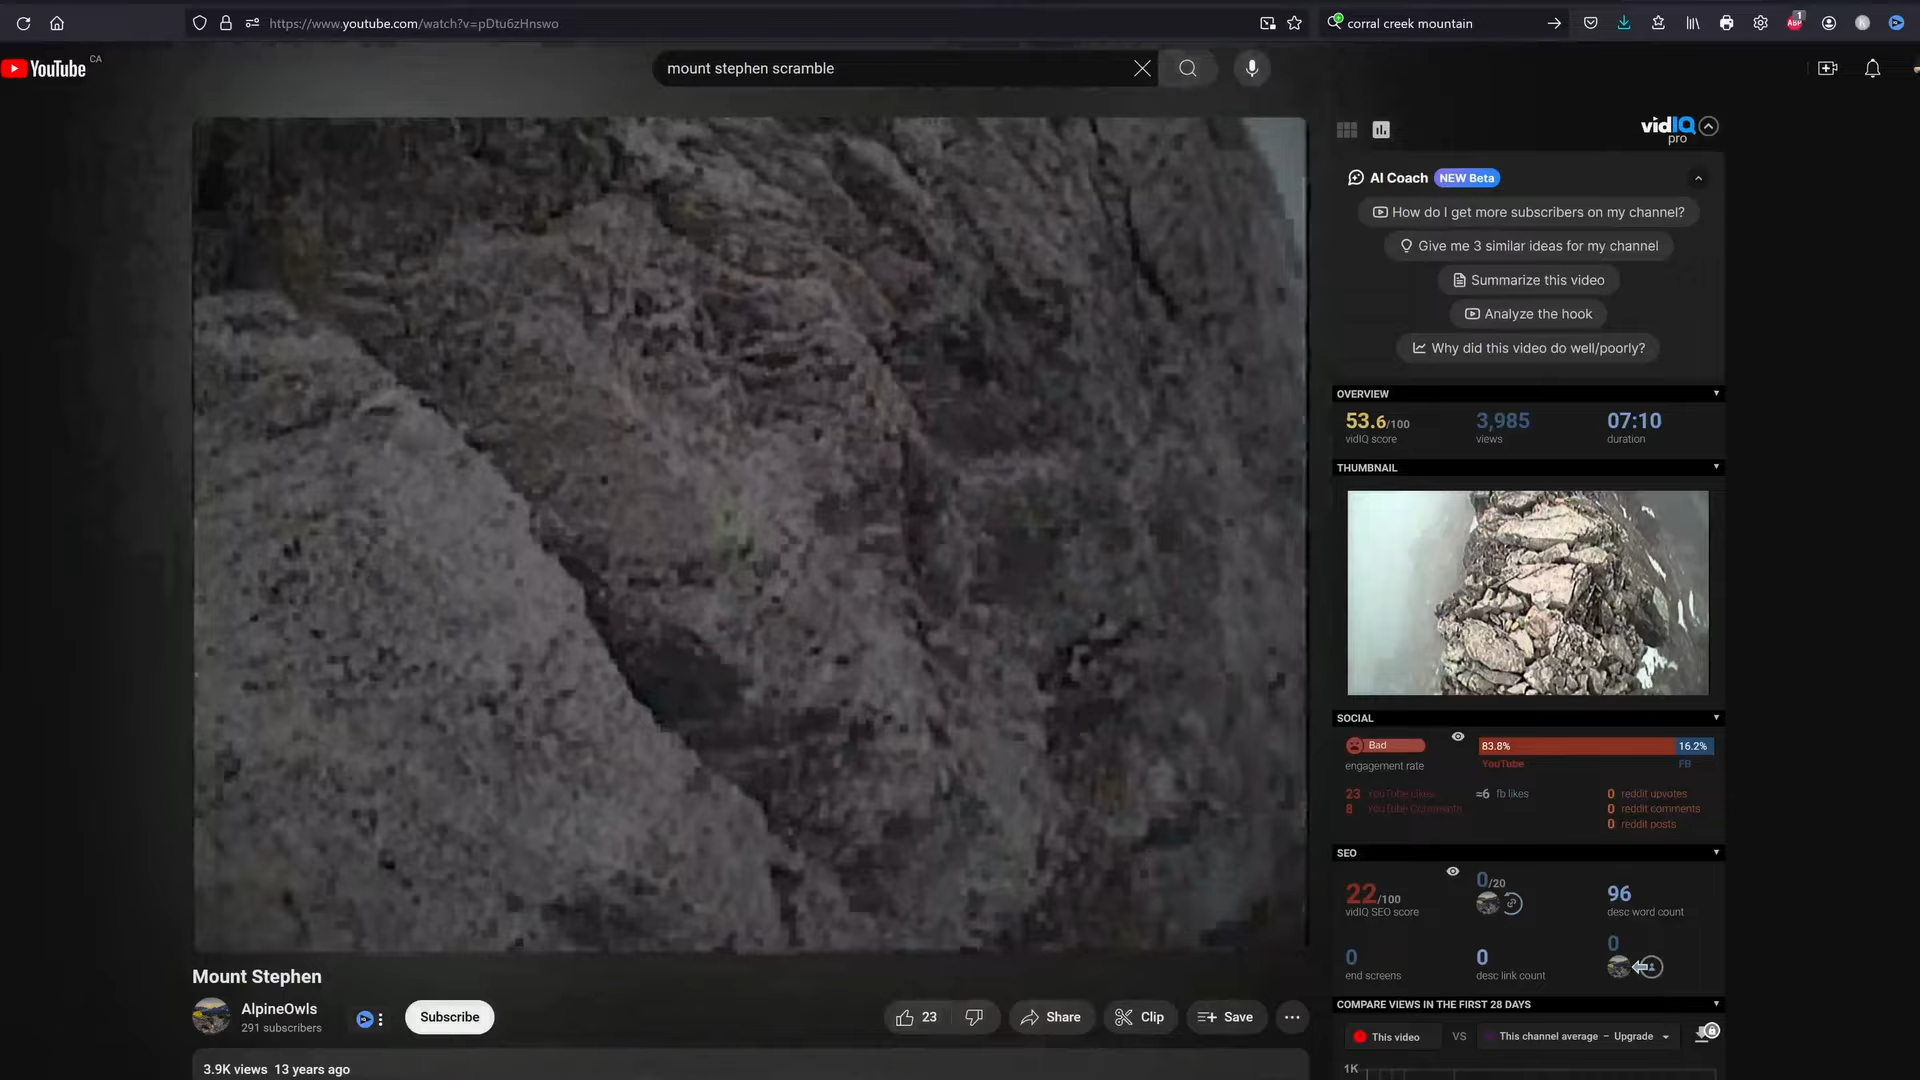 https://www.youtube.com/watch?v=pDtu6zHnswo
corral creek mountain
ABP
1
YouTube CA
mount stephen scramble
vidIQ
pro
AI Coach NEW Beta
How do I get more subscribers on my channel?
Give me 3 similar ideas for my channel
Summarize this video
Analyze the hook
Why did this video do well/poorly?
OVERVIEW
53.6/100 3,985 07:10
vidIQ score views duration
THUMBNAIL
SOCIAL
Bad 83.8% 16.2%
engagement rate YouTube FB
23 YouTube Likes ≈6 fb likes 0 reddit upvotes
8 YouTube Comments 0 reddit comments
0 reddit posts
SEO
22/100 0/20 96
vidIQ SEO score desc word count
0 0 0
end screens desc link count
COMPARE VIEWS IN THE FIRST 28 DAYS
This video VS This channel average – Upgrade
1K
Mount Stephen
AlpineOwls
291 subscribers
Subscribe
23 Share Clip Save
3.9K views 13 years ago